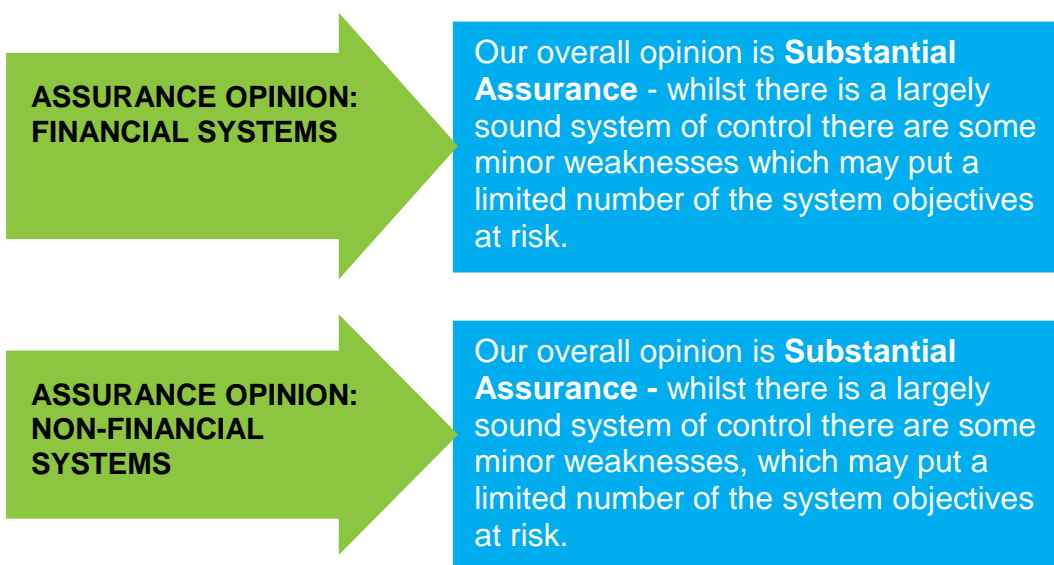 ASSURANCE OPINION:
FINANCIAL SYSTEMS
Our overall opinion is Substantial
Assurance - whilst there is a largely
sound system of control there are some
minor weaknesses which may put a
limited number of the system objectives
at risk.
ASSURANCE OPINION:
NON-FINANCIAL
SYSTEMS
Our overall opinion is Substantial
Assurance - whilst there is a largely
sound system of control there are some
minor weaknesses, which may put a
limited number of the system objectives
at risk.